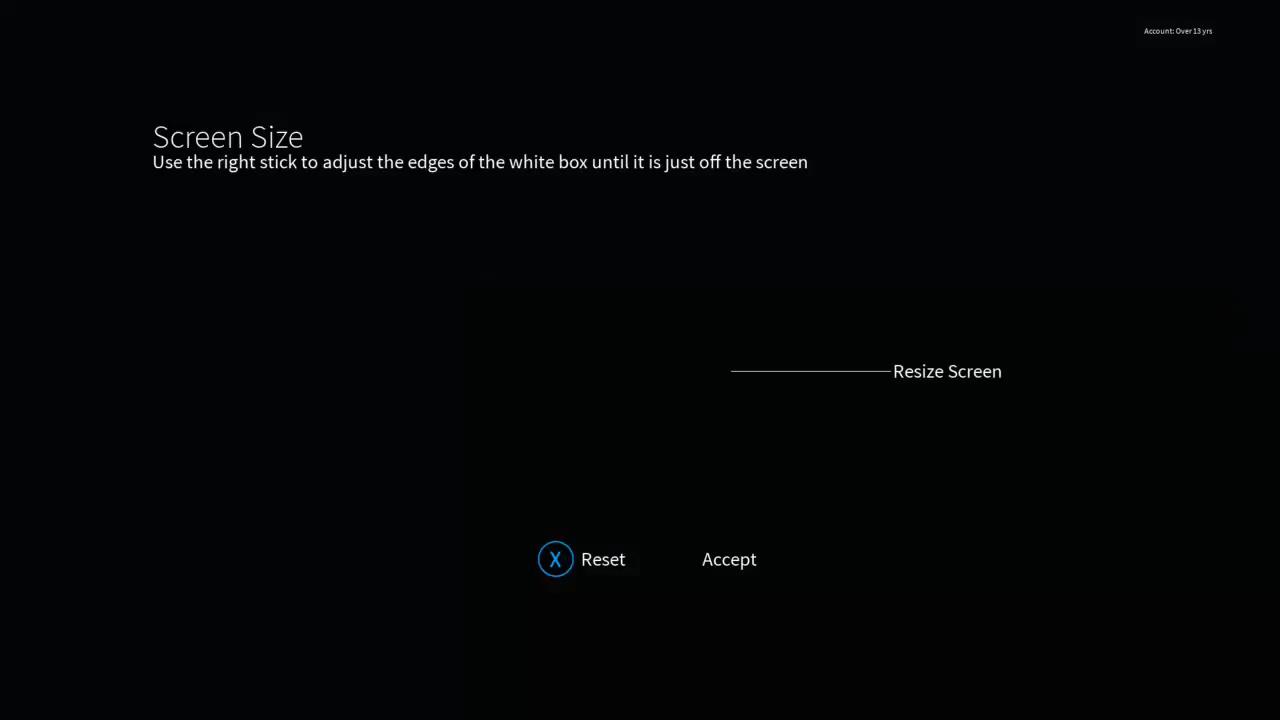 Account: Over 13 yrs
Screen Size
Use the right stick to adjust the edges of the white box until it is just off the screen
Resize Screen
X Reset Accept